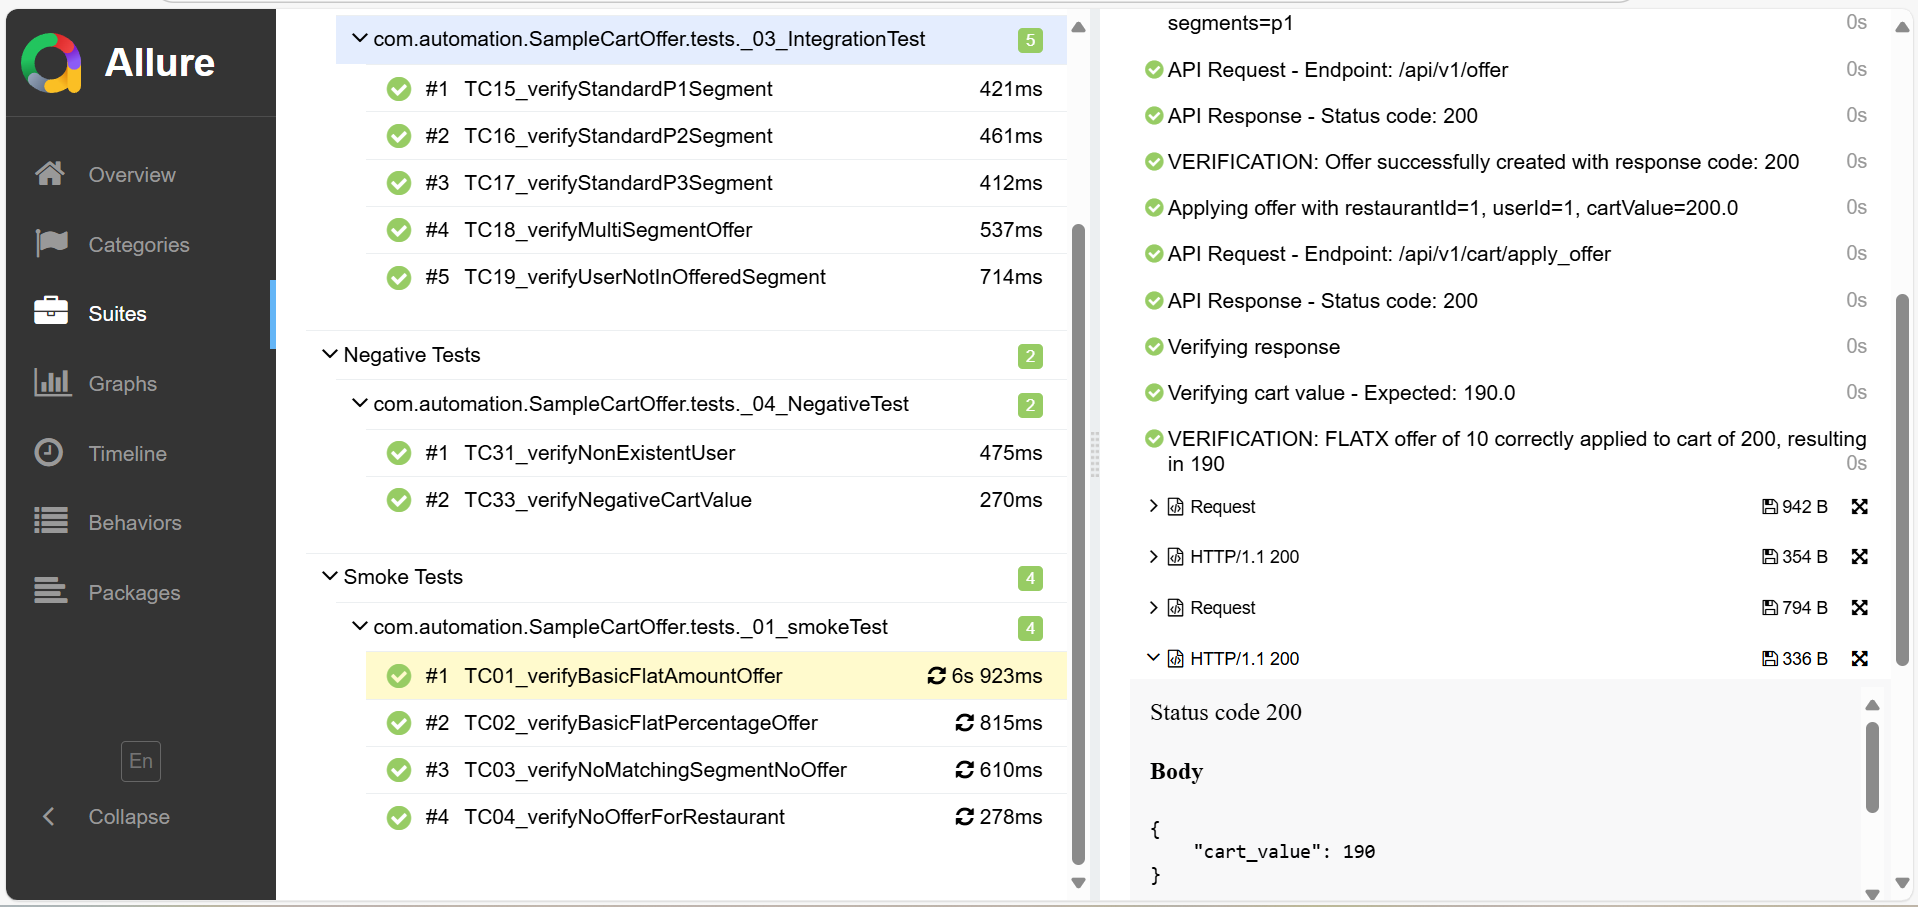 Allure
Overview
Categories
Suites
Graphs
Timeline
Behaviors
Packages
En
Collapse
com.automation.SampleCartOffer.tests._03_IntegrationTest 5
#1 TC15_verifyStandardP1Segment 421ms
#2 TC16_verifyStandardP2Segment 461ms
#3 TC17_verifyStandardP3Segment 412ms
#4 TC18_verifyMultiSegmentOffer 537ms
#5 TC19_verifyUserNotInOfferedSegment 714ms
Negative Tests 2
com.automation.SampleCartOffer.tests._04_NegativeTest 2
#1 TC31_verifyNonExistentUser 475ms
#2 TC33_verifyNegativeCartValue 270ms
Smoke Tests 4
com.automation.SampleCartOffer.tests._01_smokeTest 4
#1 TC01_verifyBasicFlatAmountOffer 6s 923ms
#2 TC02_verifyBasicFlatPercentageOffer 815ms
#3 TC03_verifyNoMatchingSegmentNoOffer 610ms
#4 TC04_verifyNoOfferForRestaurant 278ms
segments=p1 0s
API Request - Endpoint: /api/v1/offer 0s
API Response - Status code: 200 0s
VERIFICATION: Offer successfully created with response code: 200 0s
Applying offer with restaurantId=1, userId=1, cartValue=200.0 0s
API Request - Endpoint: /api/v1/cart/apply_offer 0s
API Response - Status code: 200 0s
Verifying response 0s
Verifying cart value - Expected: 190.0 0s
VERIFICATION: FLATX offer of 10 correctly applied to cart of 200, resulting
in 190 0s
Request 942 B
HTTP/1.1 200 354 B
Request 794 B
HTTP/1.1 200 336 B
Status code 200
Body
{
"cart_value": 190
}